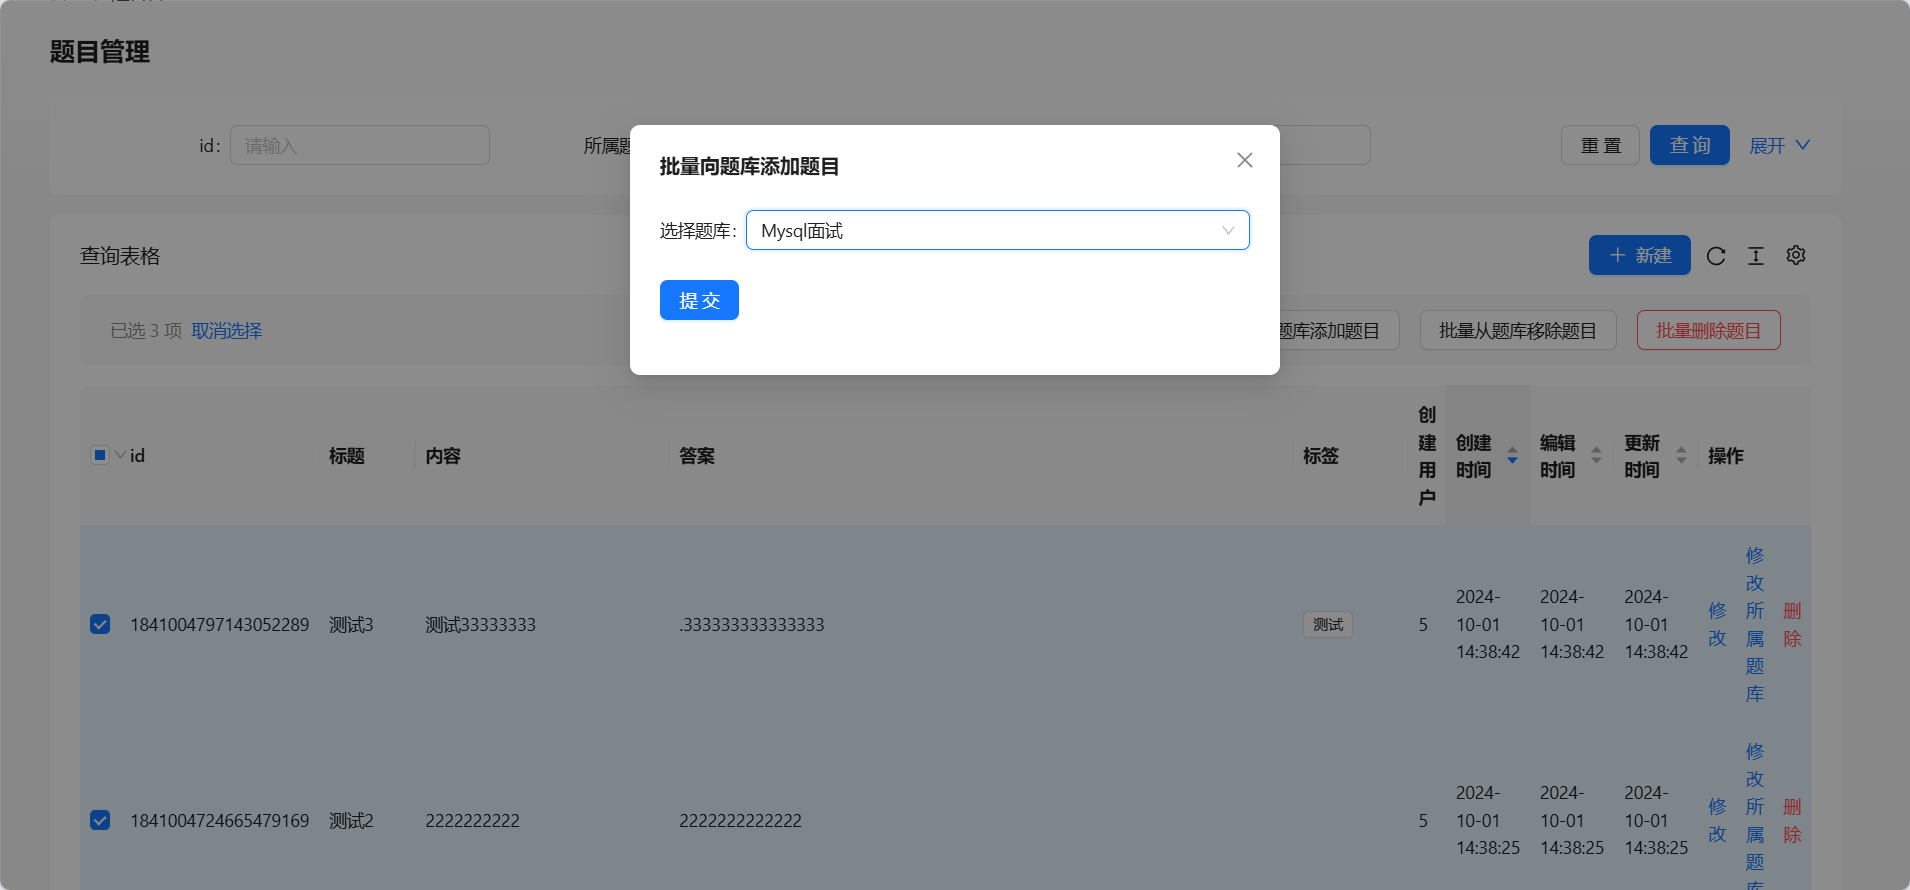 题目管理
id: 请输入 所属题 重 置 查 询 展开
批量向题库添加题目
选择题库: Mysql面试
提 交
查询表格 新建
已选 3 项 取消选择 题库添加题目 批量从题库移除题目 批量删除题目
id 标题 内容 答案 标签 创建用户 创建时间 编辑时间 更新时间 操作
1841004797143052289 测试3 测试33333333 .333333333333333 测试 5 2024-10-01 14:38:42 2024-10-01 14:38:42 2024-10-01 14:38:42 修改 修改所属题库 删除
1841004724665479169 测试2 2222222222 2222222222222 5 2024-10-01 14:38:25 2024-10-01 14:38:25 2024-10-01 14:38:25 修改 修改所属题库 删除